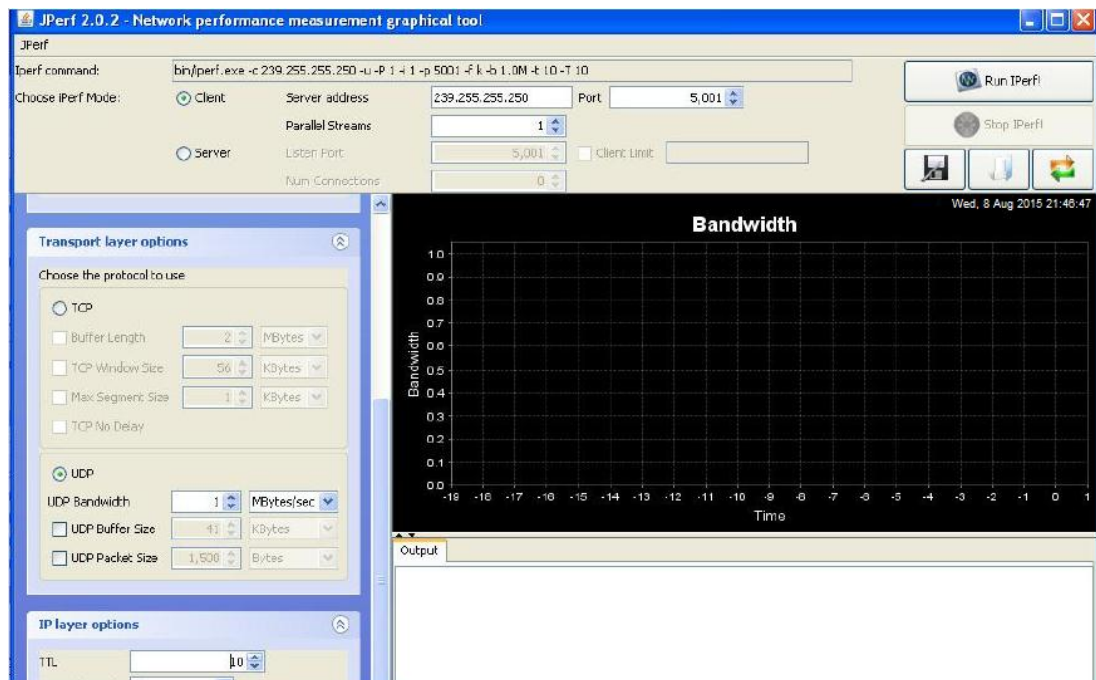 JPerf 2.0.2 - Network performance measurement graphical tool
JPerf
Iperf command: bin/iperf.exe -c 239.255.255.250 -u -P 1 -i 1 -p 5001 -f k -b 1.0M -t 10 -T 10
Choose iPerf Mode: Client Server address 239.255.255.250 Port 5,001
Parallel Streams 1
Server Listen Port 5,001 Client Limit
Num Connections 0
Run IPerf!
Stop IPerf!
Transport layer options
Choose the protocol to use
TCP
Buffer Length 2 MBytes
TCP Window Size 56 KBytes
Max Segment Size 1 KBytes
TCP No Delay
UDP
UDP Bandwidth 1 MBytes/sec
UDP Buffer Size 41 KBytes
UDP Packet Size 1,500 Bytes
IP layer options
TTL 10
Wed, 8 Aug 2015 21:46:47
Bandwidth
1.0
0.9
0.8
0.7
0.6
0.5
0.4
0.3
0.2
0.1
0.0
Bandwidth
-19 -18 -17 -16 -15 -14 -13 -12 -11 -10 -9 -8 -7 -6 -5 -4 -3 -2 -1 0 1
Time
Output